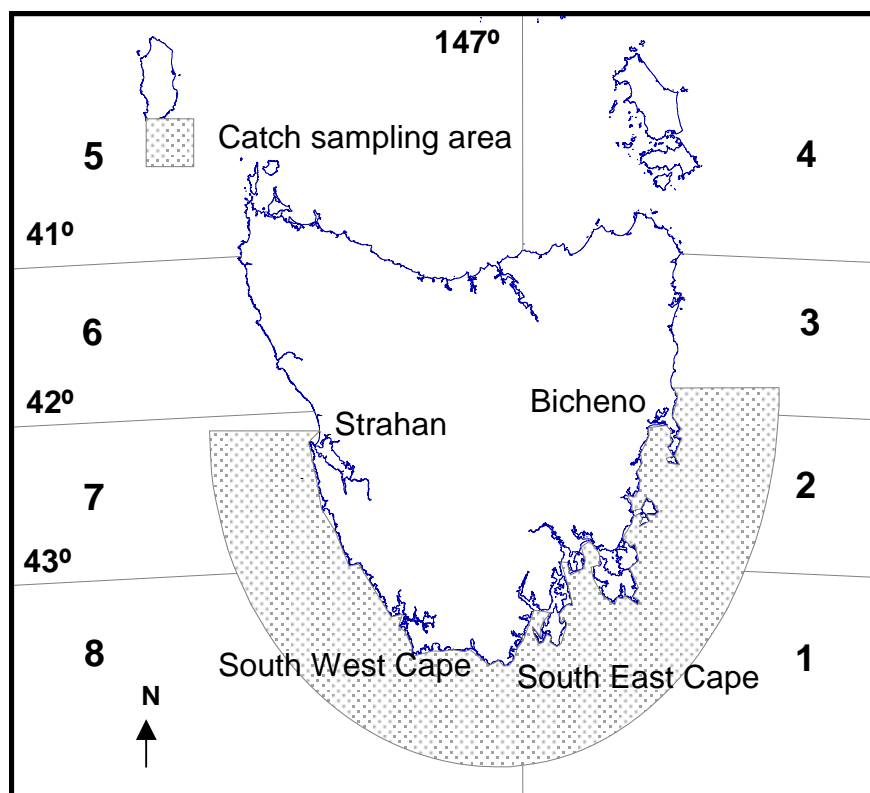 147º
5
Catch sampling area
4
41º
6
3
42º
Strahan
Bicheno
7
2
43º
8
South West Cape
South East Cape
1
N